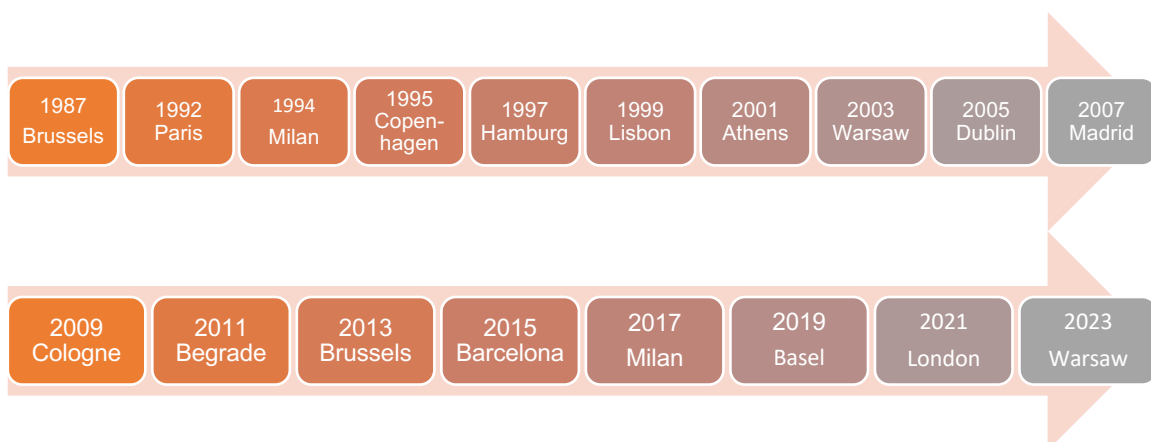 1987
Brussels
1992
Paris
1994
Milan
1995
Copen-
hagen
1997
Hamburg
1999
Lisbon
2001
Athens
2003
Warsaw
2005
Dublin
2007
Madrid
2009
Cologne
2011
Begrade
2013
Brussels
2015
Barcelona
2017
Milan
2019
Basel
2021
London
2023
Warsaw